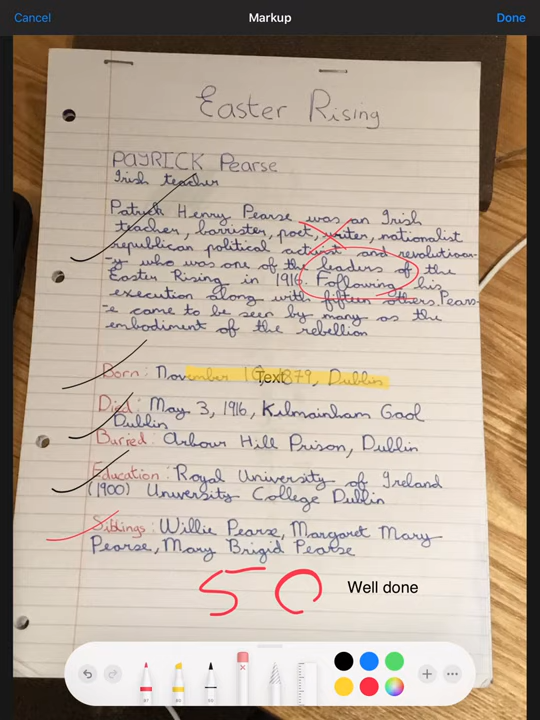 Cancel Markup Done
Easter Rising
PATRICK Pearse
Irish teacher
Patrick Henry Pearse was an Irish
teacher, barrister, poet, writer, nationalist
republican political activist and revolution
-y who was one of the leaders of the
Easter Rising in 1916. Following his
execution along with fifteen others. Pears-
-e came to be seen by many as the
embodiment of the rebellion
Born: November 10, 1879, Dublin
Text
Died: May 3, 1916, Kilmainham Gaol
Dublin
Burred: Arbour Hill Prison, Dublin
Education: Royal University of Ireland
(1900) University College Dublin
Siblings: Willie Pearse, Margaret Mary
Pearse, Mary Brigid Pearse
50 Well done